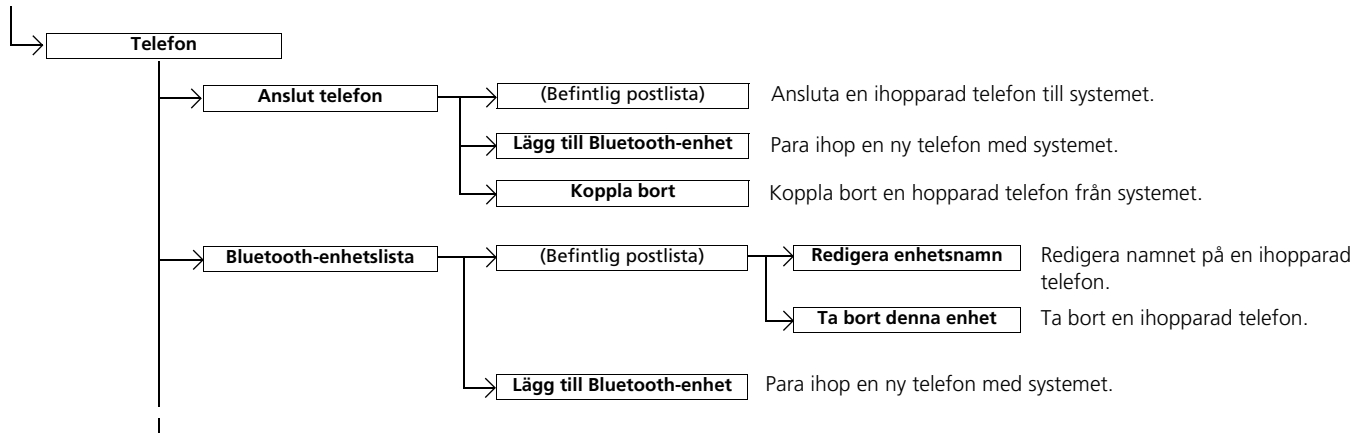 Telefon
Anslut telefon
(Befintlig postlista)
Ansluta en ihopparad telefon till systemet.
Lägg till Bluetooth-enhet
Para ihop en ny telefon med systemet.
Koppla bort
Koppla bort en hopparad telefon från systemet.
Bluetooth-enhetslista
(Befintlig postlista)
Redigera enhetsnamn
Redigera namnet på en ihopparad
telefon.
Ta bort denna enhet
Ta bort en ihopparad telefon.
Lägg till Bluetooth-enhet
Para ihop en ny telefon med systemet.